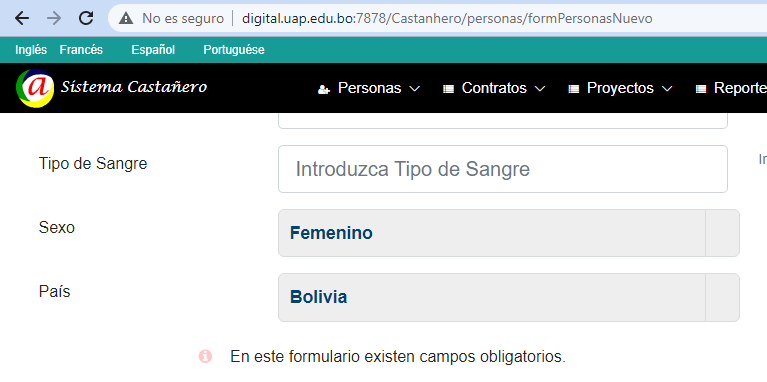 No es seguro digital.uap.edu.bo:7878/Castanhero/personas/formPersonasNuevo
Inglés Francés Español Portuguése
a Sistema Castañero Personas Contratos Proyectos Reporte
Tipo de Sangre Introduzca Tipo de Sangre
Sexo Femenino
País Bolivia
En este formulario existen campos obligatorios.